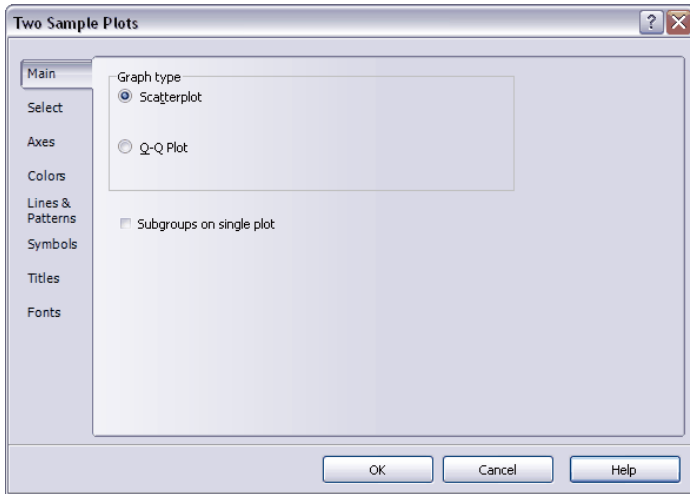 Two Sample Plots
?
Main
Select
Axes
Colors
Lines &
Patterns
Symbols
Titles
Fonts
Graph type
Scatterplot
Q-Q Plot
Subgroups on single plot
OK
Cancel
Help